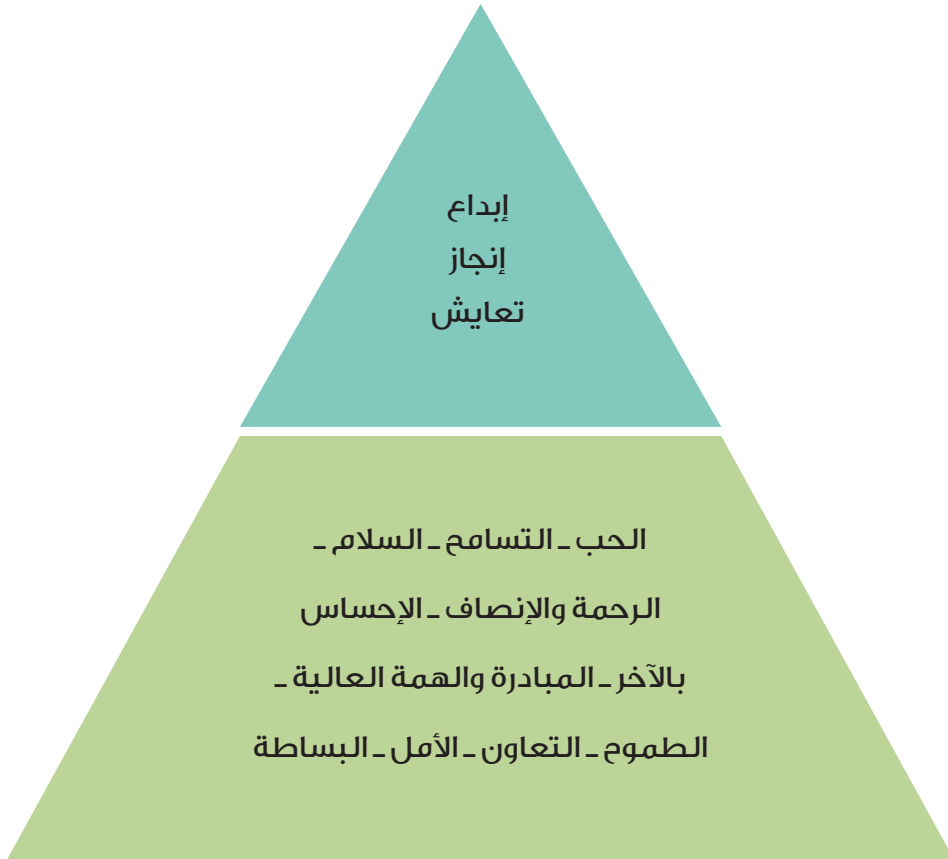 إبداع
إنجاز
تعايش
الحب ـ التسامح ـ السلام ـ
الرحمة والإنصاف ـ الإحساس
بالآخر ـ المبادرة والهمة العالية ـ
الطموح ـ التعاون ـ الأمل ـ البساطة